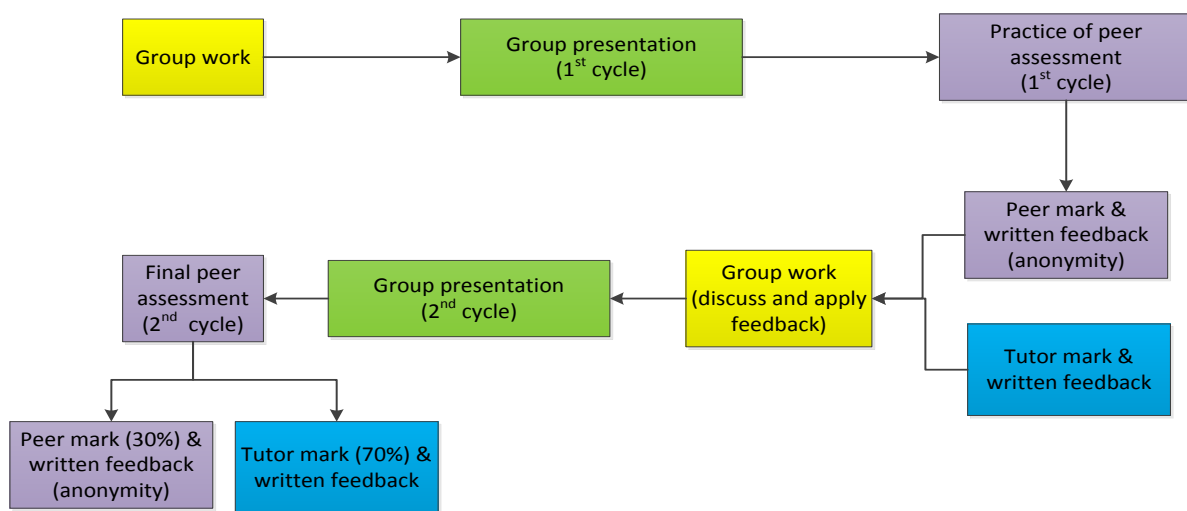 Group work
Group presentation
(1st cycle)
Practice of peer
assessment
(1st cycle)
Peer mark &
written feedback
(anonymity)
Tutor mark &
written feedback
Group work
(discuss and apply
feedback)
Group presentation
(2nd cycle)
Final peer
assessment
(2nd cycle)
Peer mark (30%) &
written feedback
(anonymity)
Tutor mark (70%) &
written feedback